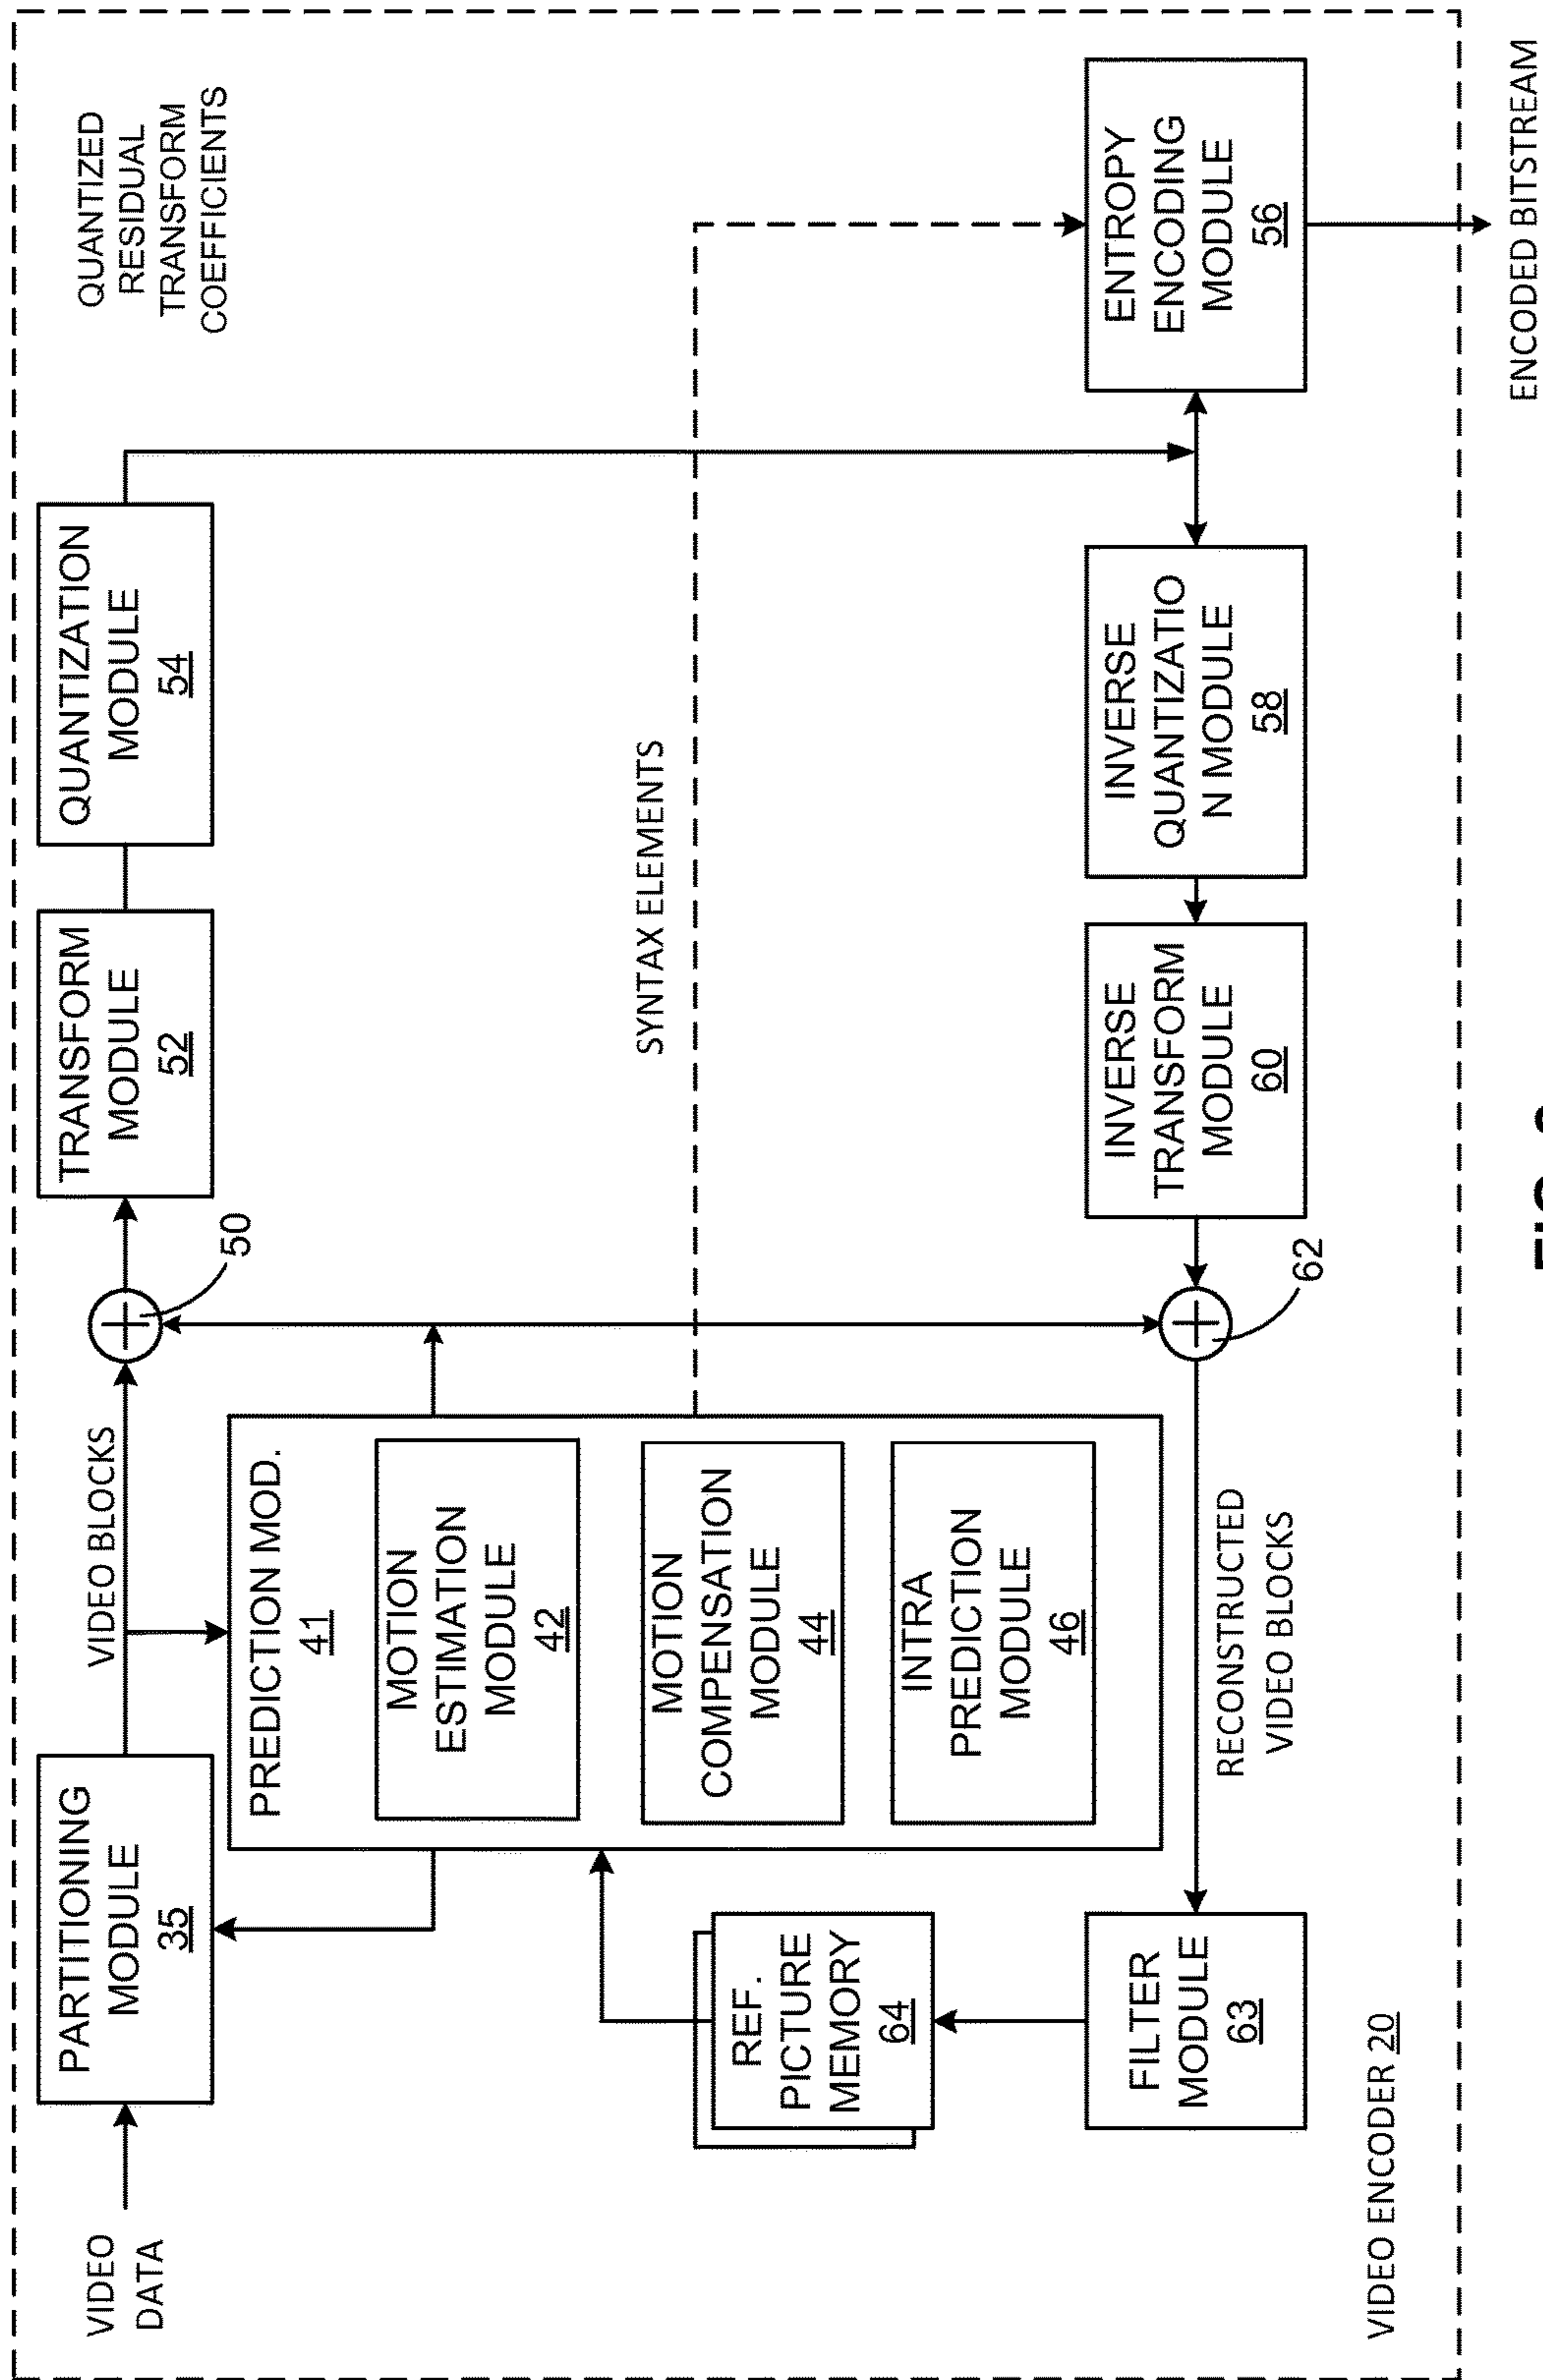 VIDEO
DATA
PARTITIONING
MODULE
35
VIDEO BLOCKS
50
TRANSFORM
MODULE
52
QUANTIZATION
MODULE
54
QUANTIZED
RESIDUAL
TRANSFORM
COEFFICIENTS
PREDICTION MOD.
41
MOTION
ESTIMATION
MODULE
42
MOTION
COMPENSATION
MODULE
44
INTRA
PREDICTION
MODULE
46
SYNTAX ELEMENTS
REF.
PICTURE
MEMORY
64
FILTER
MODULE
63
RECONSTRUCTED
VIDEO BLOCKS
62
INVERSE
TRANSFORM
MODULE
60
INVERSE
QUANTIZATIO
N MODULE
58
ENTROPY
ENCODING
MODULE
56
VIDEO ENCODER 20
ENCODED BITSTREAM